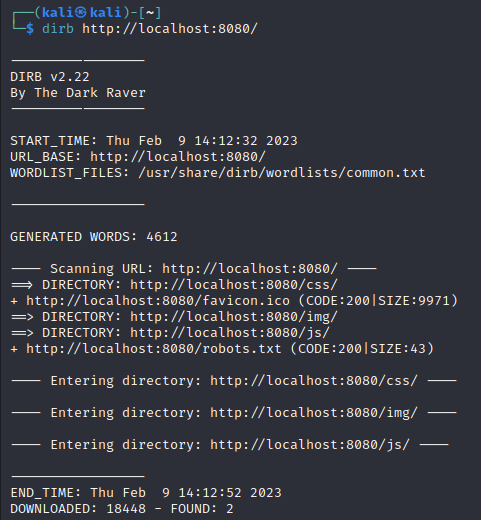 ┌──(kali㉿kali)-[~]
└─$ dirb http://localhost:8080/
-----------------
DIRB v2.22
By The Dark Raver
-----------------
START_TIME: Thu Feb  9 14:12:32 2023
URL_BASE: http://localhost:8080/
WORDLIST_FILES: /usr/share/dirb/wordlists/common.txt
-----------------
GENERATED WORDS: 4612
---- Scanning URL: http://localhost:8080/ ----
==> DIRECTORY: http://localhost:8080/css/
+ http://localhost:8080/favicon.ico (CODE:200|SIZE:9971)
==> DIRECTORY: http://localhost:8080/img/
==> DIRECTORY: http://localhost:8080/js/
+ http://localhost:8080/robots.txt (CODE:200|SIZE:43)
---- Entering directory: http://localhost:8080/css/ ----
---- Entering directory: http://localhost:8080/img/ ----
---- Entering directory: http://localhost:8080/js/ ----
-----------------
END_TIME: Thu Feb  9 14:12:52 2023
DOWNLOADED: 18448 - FOUND: 2